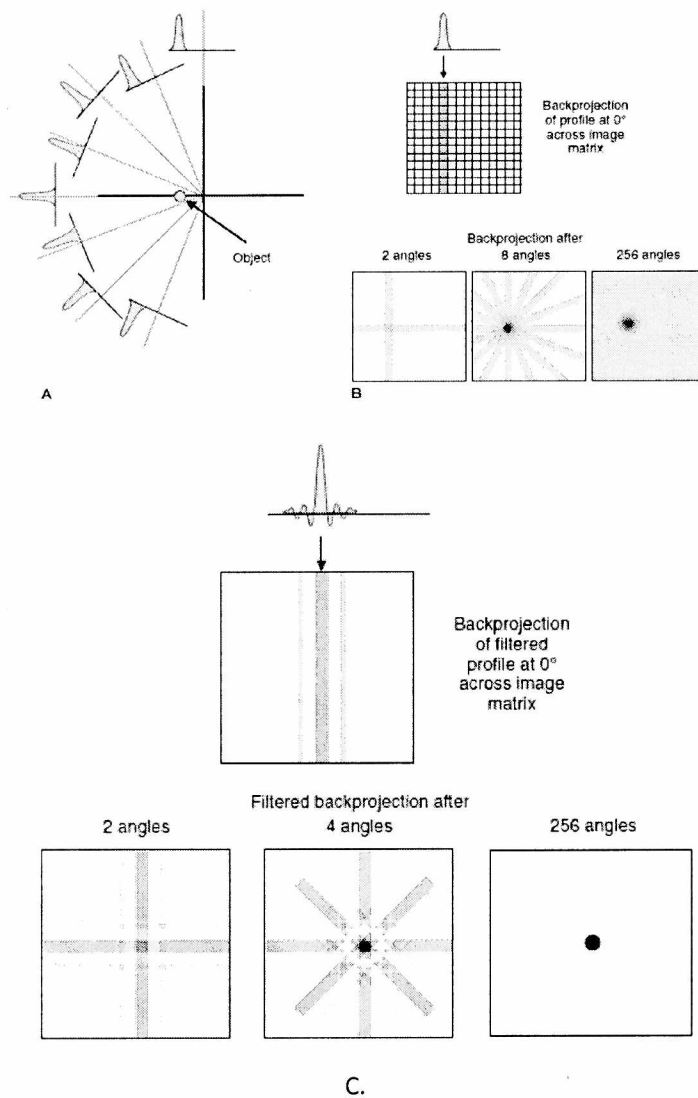 Object
A
Backprojection
of profile at 0°
across image
matrix
Backprojection after
2 angles
8 angles
256 angles
B
Backprojection
of filtered
profile at 0°
across image
matrix
Filtered backprojection after
2 angles
4 angles
256 angles
C.